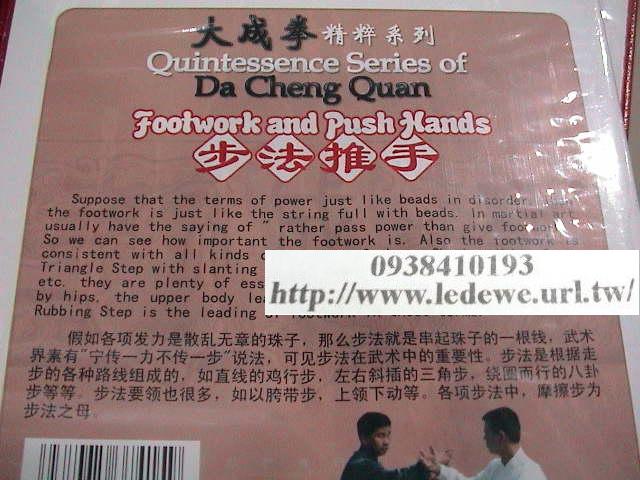 大成拳 精粹系列
Quintessence Series of
Da Cheng Quan
Footwork and Push Hands
步法推手
Suppose that the terms of power just like beads in disorder,
the footwork is just like the string full with beads. In martial art
usually have the saying of " rather pass power than give footwork
So we can see how important the footwork is. Also the footwork is
consistent with all kinds
Triangle Step with slanting
etc. they are plenty of
by hips, the upper body
Rubbing Step is the leading of footwork in
0938410193
http://www.ledewe.url.tw/
假如各项发力是散乱无章的珠子，那么步法就是串起珠子的一根线，武术
界素有"宁传一力不传一步"说法，可见步法在武术中的重要性。步法是根据走
步的各种路线组成的，如直线的鸡行步，左右斜插的三角步，绕圆而行的八卦
步等等。步法要领也很多，如以胯带步，上领下动等。各项步法中，摩擦步为
步法之母。